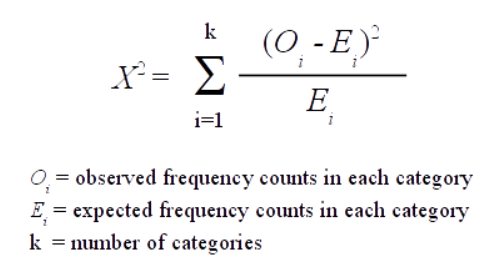 X² = Σ (i=1 to k) (Oᵢ - Eᵢ)² / Eᵢ
Oᵢ = observed frequency counts in each category
Eᵢ = expected frequency counts in each category
k = number of categories